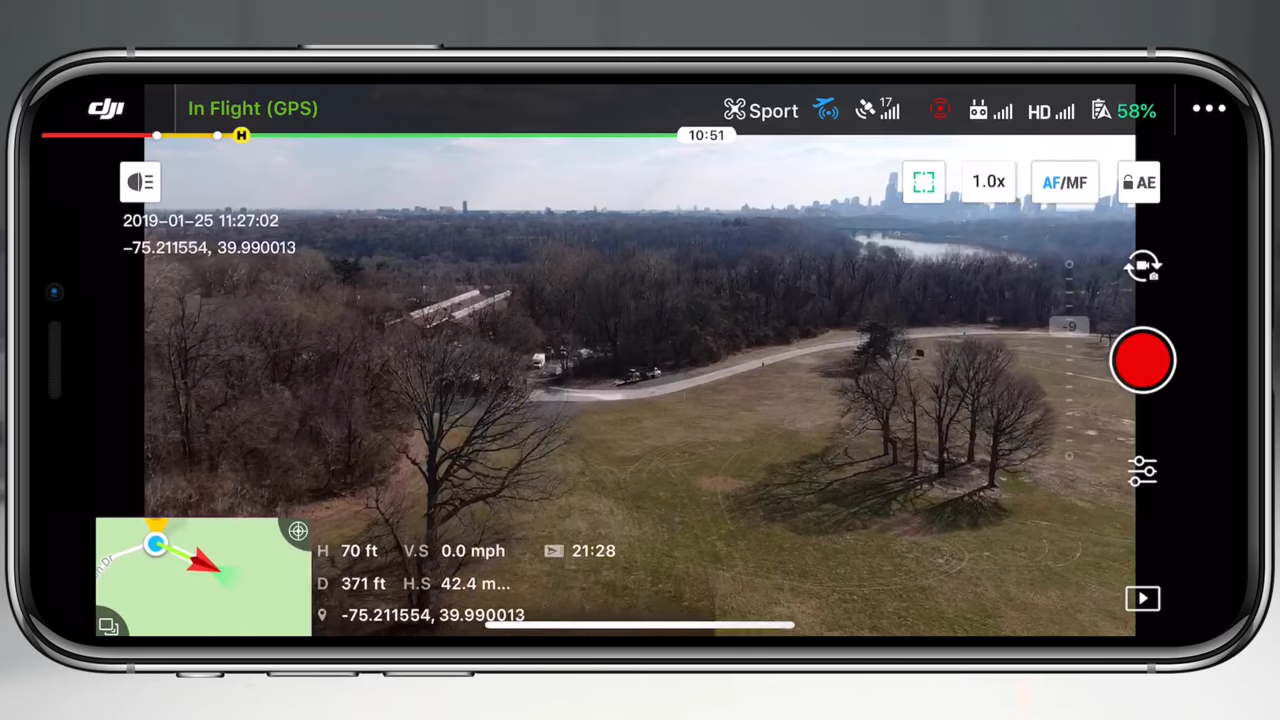 dji In Flight (GPS) Sport 17 HD 58%
H 10:51
1.0x AF/MF AE
2019-01-25 11:27:02
-75.211554, 39.990013
-9
H 70 ft V.S 0.0 mph 21:28
D 371 ft H.S 42.4 m...
-75.211554, 39.990013